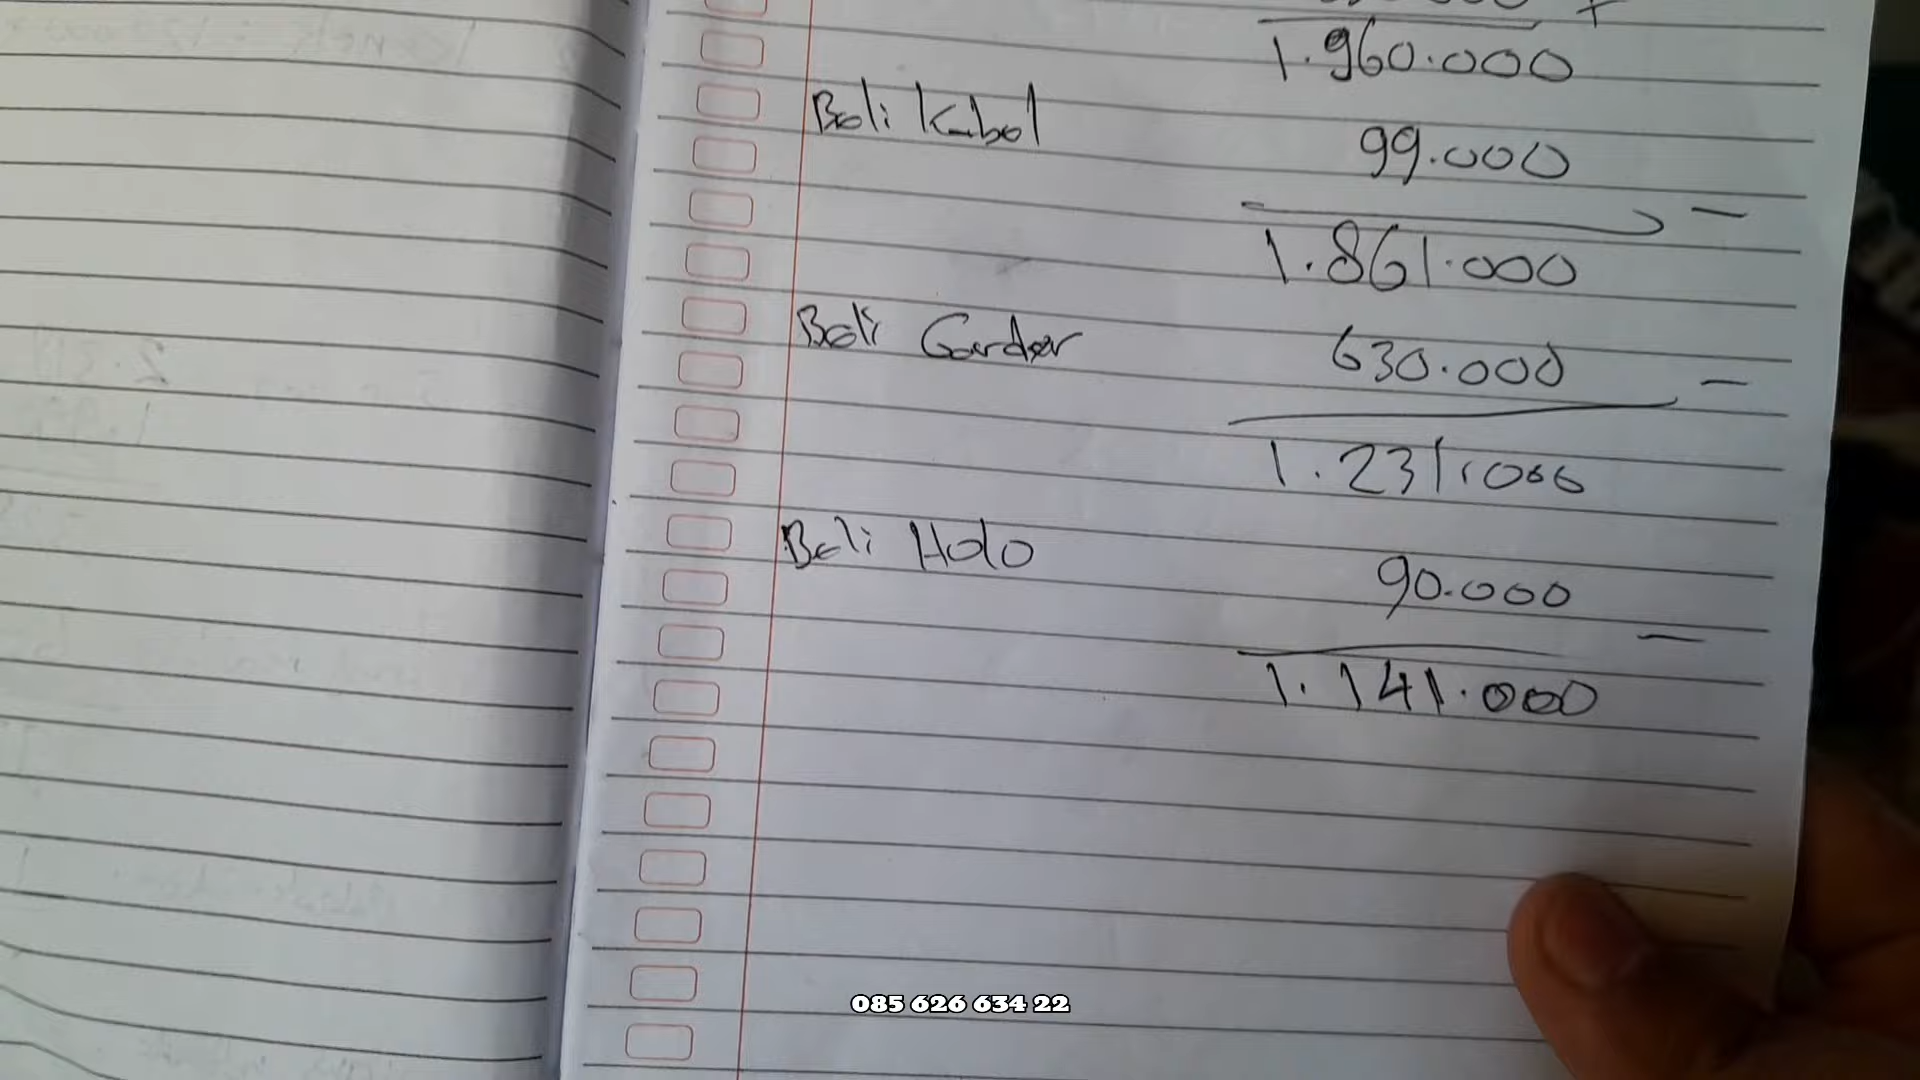 1.960.000
Beli Kabel
99.000 -
1.861.000
Beli Garder
630.000 -
1.231.000
Beli Holo
90.000 -
1.141.000
085 626 634 22